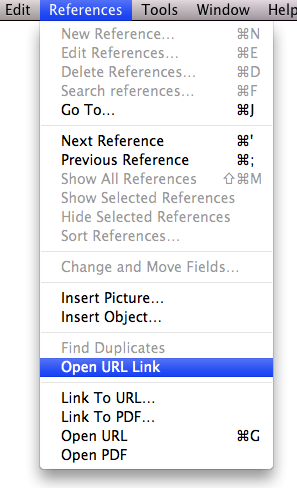 Edit References Tools Window Help
New Reference... ⌘N
Edit References... ⌘E
Delete References... ⌘D
Search references... ⌘F
Go To... ⌘J
Next Reference ⌘'
Previous Reference ⌘;
Show All References ⇧⌘M
Show Selected References
Hide Selected References
Sort References...
Change and Move Fields...
Insert Picture...
Insert Object...
Find Duplicates
Open URL Link
Link To URL...
Link To PDF...
Open URL ⌘G
Open PDF